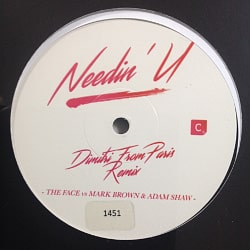 Needin' U
C
Dimitri From Paris
Remix
- THE FACE vs MARK BROWN & ADAM SHAW -
1451